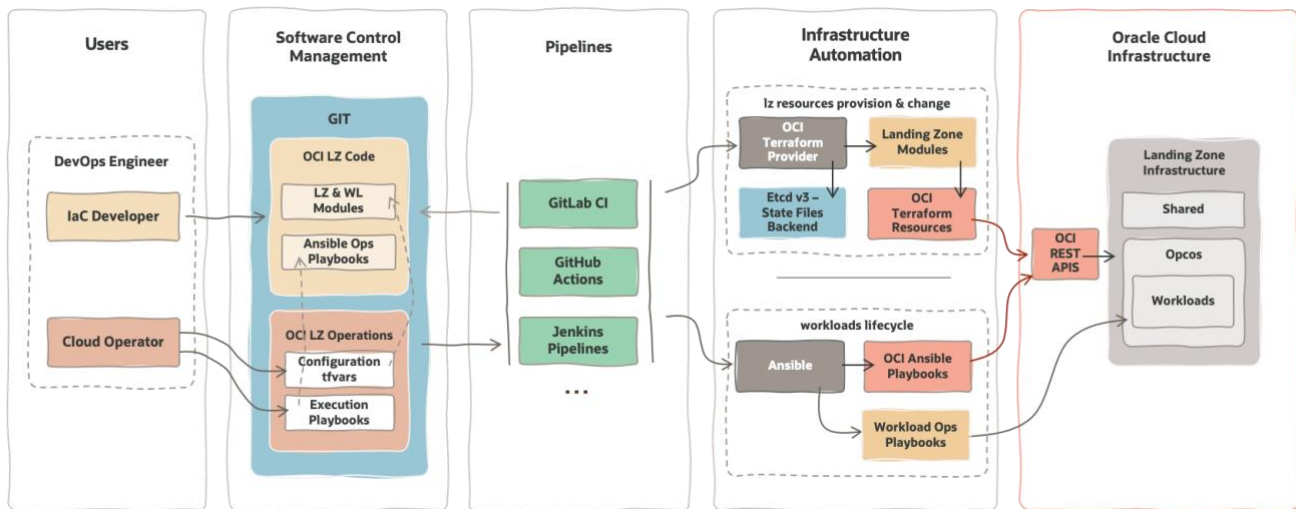 Users
DevOps Engineer
IaC Developer
Cloud Operator
Software Control
Management
GIT
OCI LZ Code
LZ & WL
Modules
Ansible Ops
Playbooks
OCI LZ Operations
Configuration
tfvars
Execution
Playbooks
Pipelines
GitLab CI
GitHub
Actions
Jenkins
Pipelines
...
Infrastructure
Automation
lz resources provision & change
OCI
Terraform
Provider
Landing Zone
Modules
Etcd v3 –
State Files
Backend
OCI
Terraform
Resources
workloads lifecycle
Ansible
OCI Ansible
Playbooks
Workload Ops
Playbooks
Oracle Cloud
Infrastructure
OCI
REST
APIS
Landing Zone
Infrastructure
Shared
Opcos
Workloads